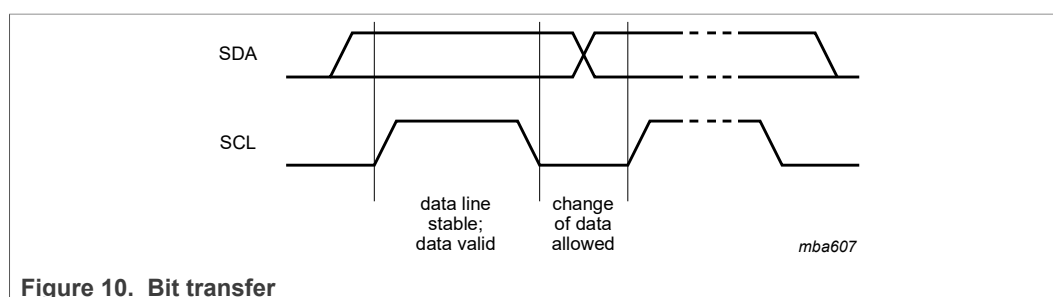 SDA
SCL
data line
stable;
data valid
change
of data
allowed
mba607
Figure 10. Bit transfer